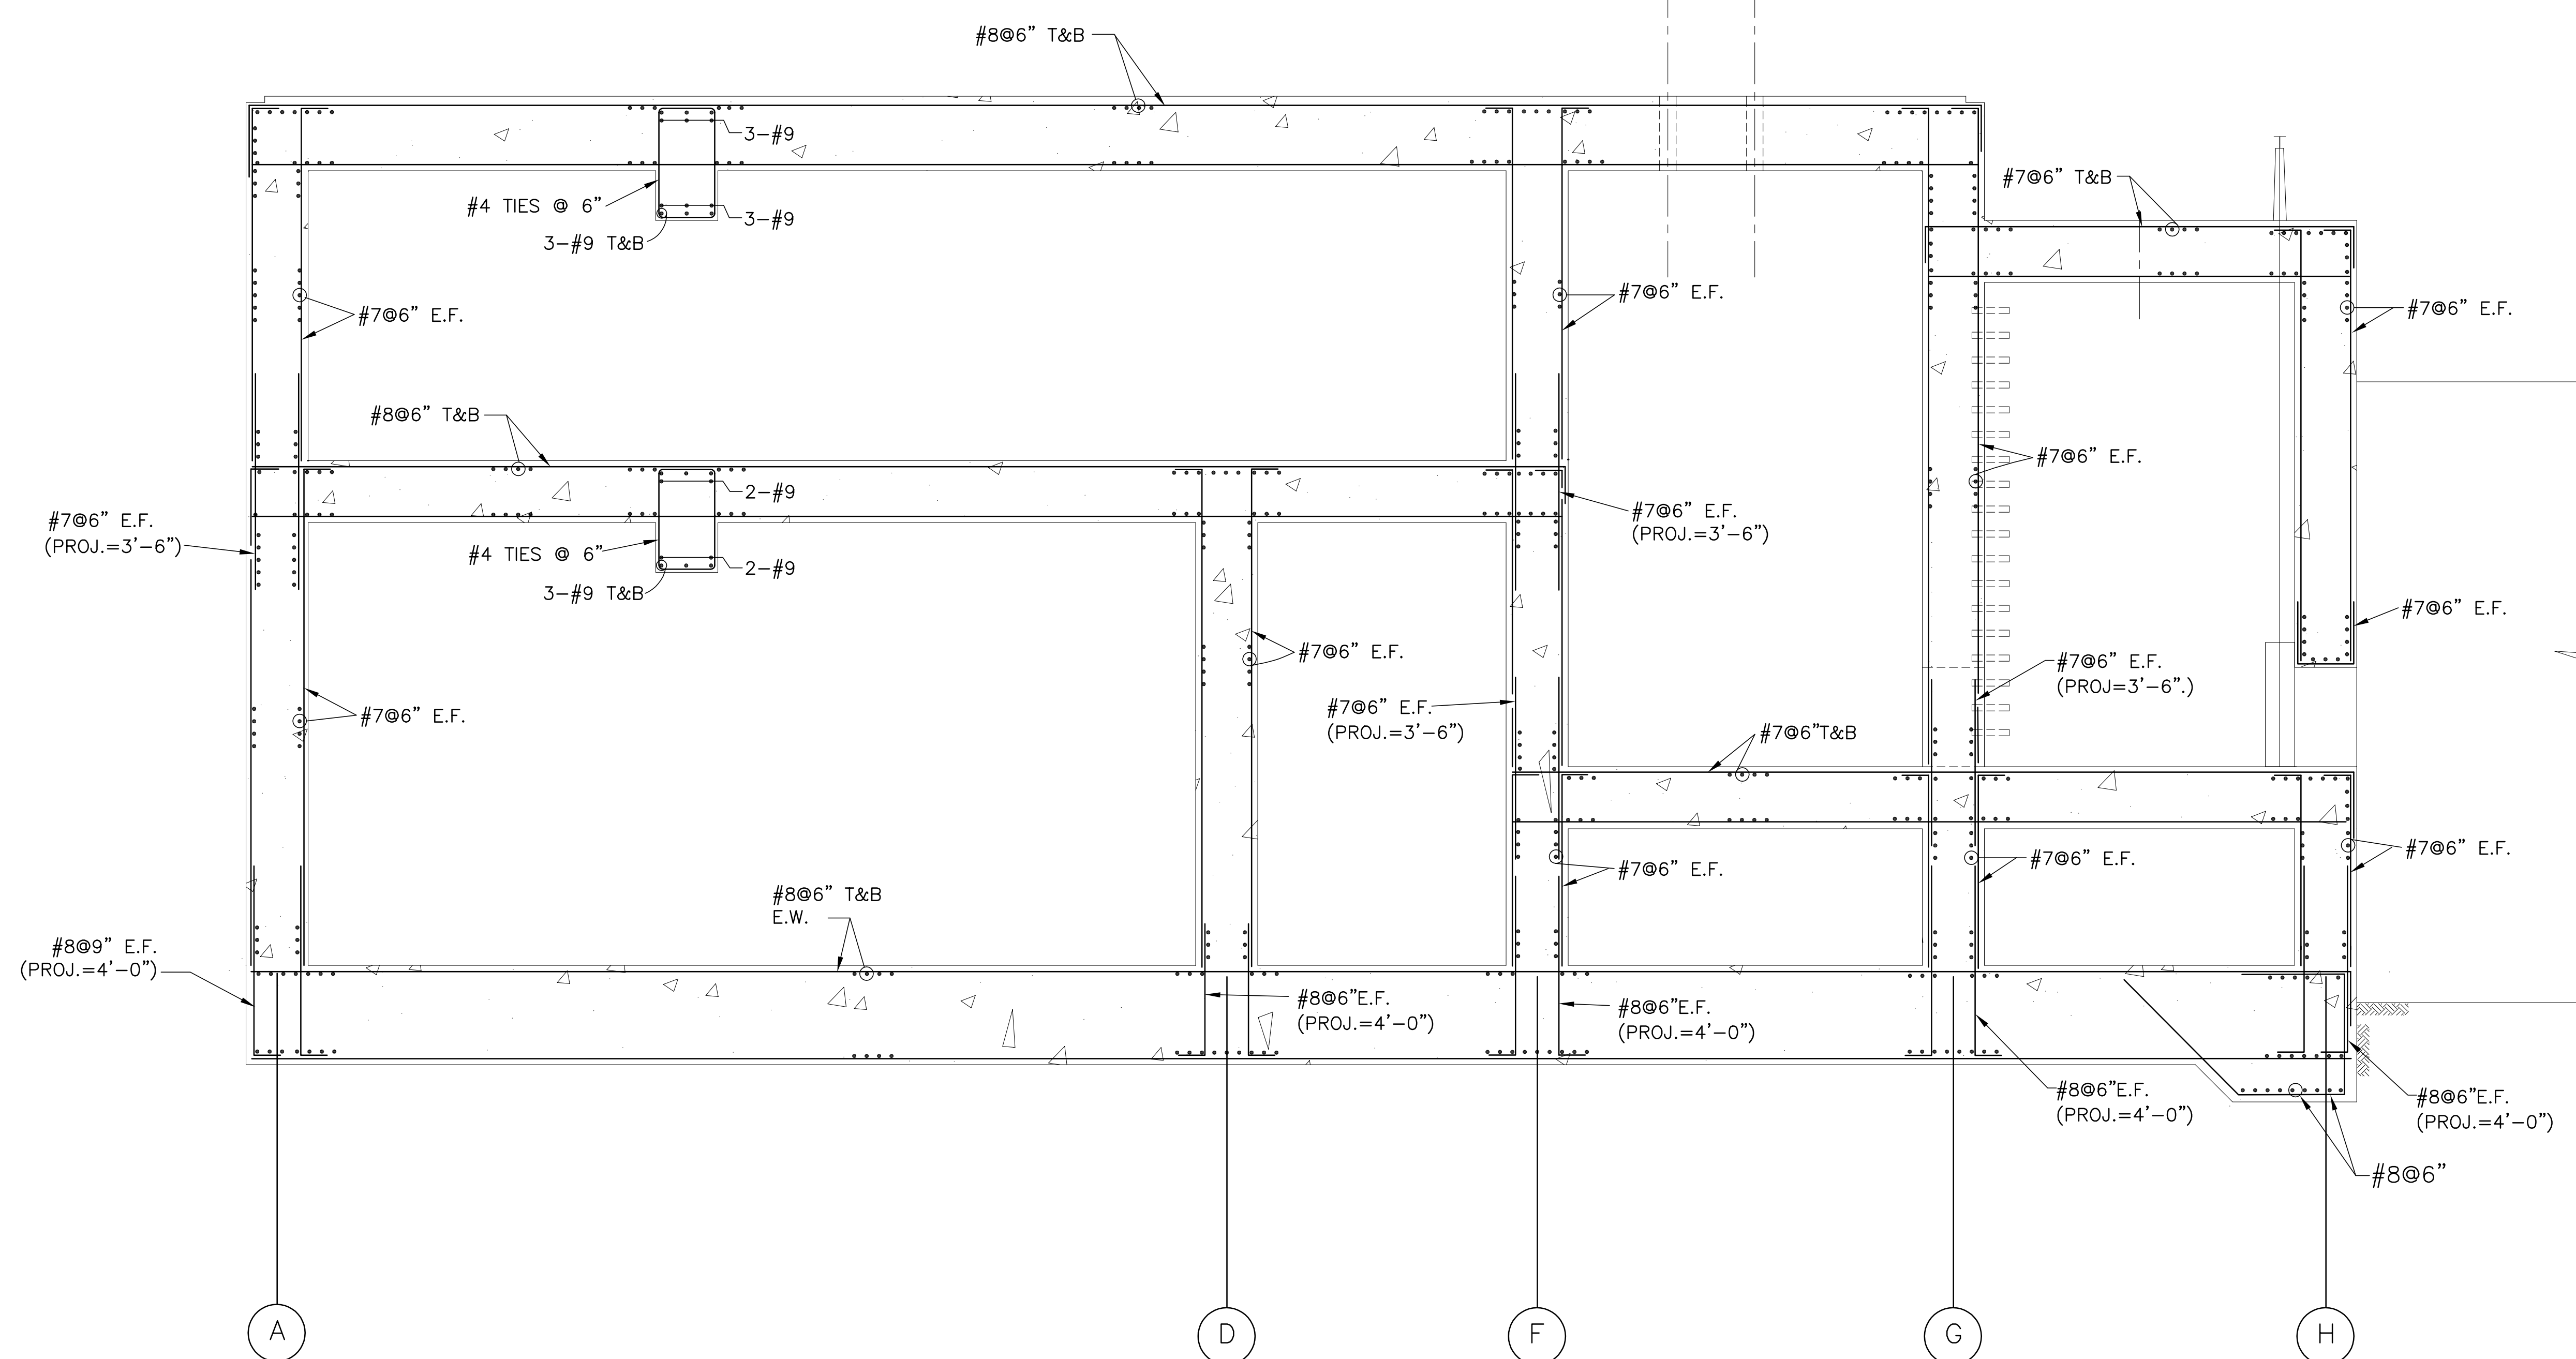 #8@6” T&B
3-#9
#4 TIES @ 6”
3-#9
3-#9 T&B
#7@6” T&B
#7@6” E.F.
#7@6” E.F.
#7@6” E.F.
#8@6” T&B
#7@6” E.F.
2-#9
#7@6” E.F.
(PROJ.=3’-6”)
#7@6” E.F.
(PROJ.=3’-6”)
#4 TIES @ 6”
2-#9
3-#9 T&B
#7@6” E.F.
#7@6” E.F.
#7@6” E.F.
(PROJ=3’-6”.)
#7@6” E.F.
#7@6” E.F.
(PROJ.=3’-6”)
#7@6”T&B
#7@6” E.F.
#7@6” E.F.
#7@6” E.F.
#8@6” T&B
E.W.
#8@9” E.F.
(PROJ.=4’-0”)
#8@6”E.F.
(PROJ.=4’-0”)
#8@6”E.F.
(PROJ.=4’-0”)
#8@6”E.F.
(PROJ.=4’-0”)
#8@6”E.F.
(PROJ.=4’-0”)
#8@6”
A
D
F
G
H